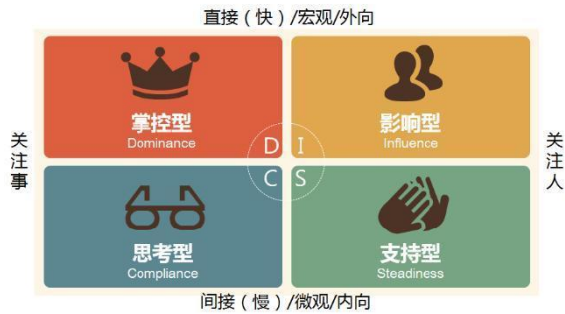 直接（快）/宏观/外向
关注事
掌控型
Dominance
影响型
Influence
关注人
D I
C S
思考型
Compliance
支持型
Steadiness
间接（慢）/微观/内向